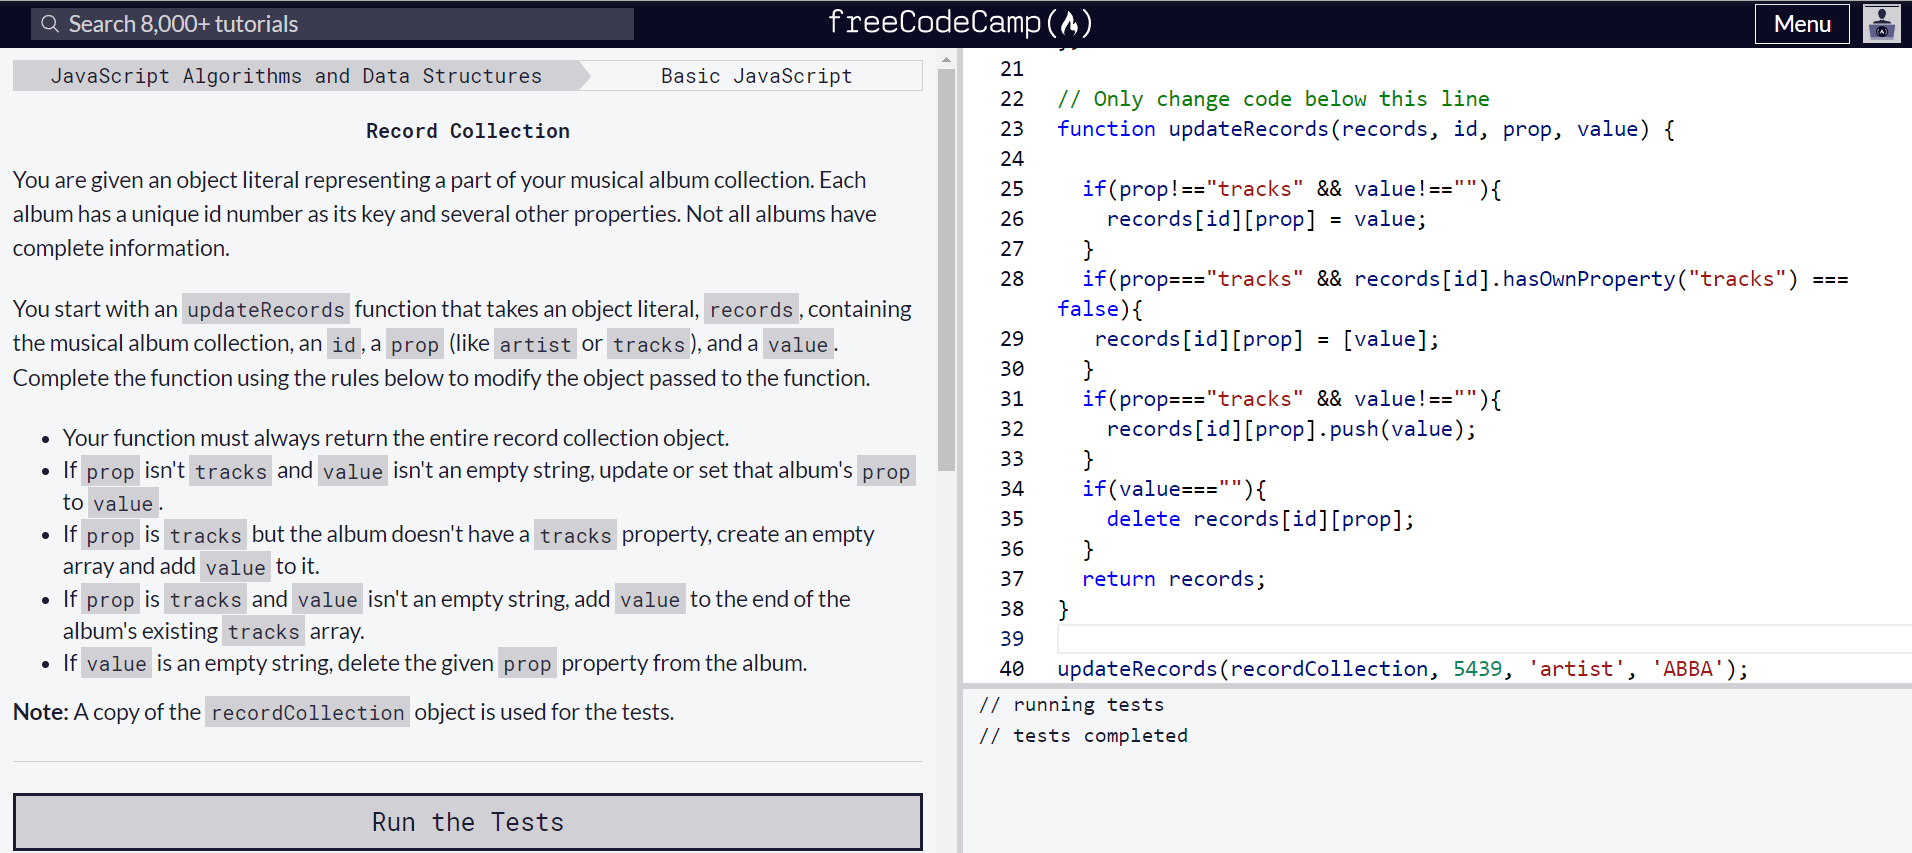 Search 8,000+ tutorials
freeCodeCamp
Menu
JavaScript Algorithms and Data Structures
Basic JavaScript
Record Collection
You are given an object literal representing a part of your musical album collection. Each
album has a unique id number as its key and several other properties. Not all albums have
complete information.
You start with an updateRecords function that takes an object literal, records, containing
the musical album collection, an id, a prop (like artist or tracks), and a value.
Complete the function using the rules below to modify the object passed to the function.
• Your function must always return the entire record collection object.
• If prop isn't tracks and value isn't an empty string, update or set that album's prop
to value.
• If prop is tracks but the album doesn't have a tracks property, create an empty
array and add value to it.
• If prop is tracks and value isn't an empty string, add value to the end of the
album's existing tracks array.
• If value is an empty string, delete the given prop property from the album.
Note: A copy of the recordCollection object is used for the tests.
Run the Tests
21
22 // Only change code below this line
23 function updateRecords(records, id, prop, value) {
24
25 if(prop!=="tracks" && value!==""){
26 records[id][prop] = value;
27 }
28 if(prop==="tracks" && records[id].hasOwnProperty("tracks") ===
false){
29 records[id][prop] = [value];
30 }
31 if(prop==="tracks" && value!==""){
32 records[id][prop].push(value);
33 }
34 if(value===""){
35 delete records[id][prop];
36 }
37 return records;
38 }
39
40 updateRecords(recordCollection, 5439, 'artist', 'ABBA');
// running tests
// tests completed